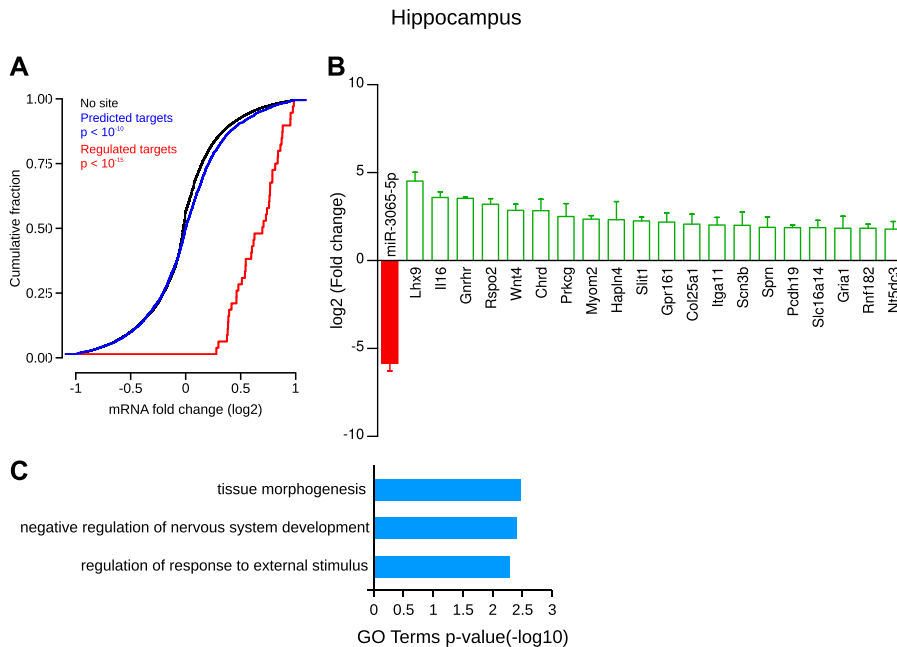 Hippocampus
A
Cumulative fraction
1.00
0.75
0.50
0.25
0.00
No site
Predicted targets
p < 10-10
Regulated targets
p < 10-15
-1 -0.5 0 0.5 1
mRNA fold change (log2)
B
log2 (Fold change)
10
5
0
-5
-10
miR-3065-5p
Lhx9
Il16
Gnrhr
Rspo2
Wnt4
Chrd
Prkcg
Myom2
Hapln4
Slit1
Gpr161
Col25a1
Itga11
Scn3b
Sprn
Pcdh19
Slc16a14
Gria1
Rnf182
Nt5dc3
C
tissue morphogenesis
negative regulation of nervous system development
regulation of response to external stimulus
0 0.5 1 1.5 2 2.5 3
GO Terms p-value(-log10)